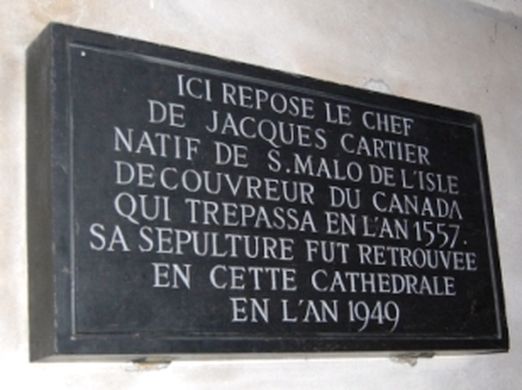 ICI REPOSE LE CHEF
DE JACQUES CARTIER
NATIF DE S.MALO DE L'ISLE
DECOUVREUR DU CANADA
QUI TREPASSA EN L'AN 1557.
SA SEPULTURE FUT RETROUVEE
EN CETTE CATHEDRALE
EN L'AN 1949